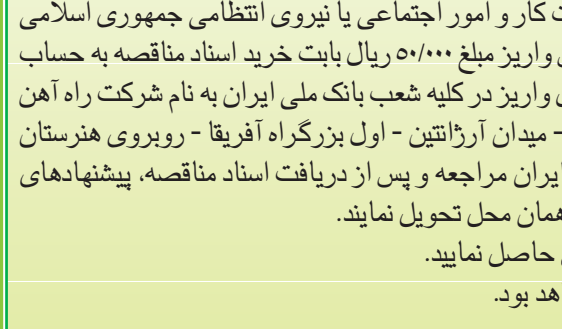 ت کار و امور اجتماعی یا نیروی انتظامی جمهوری اسلامی
واریز مبلغ ۵۰/۰۰۰ ریال بابت خرید اسناد مناقصه به حساب
واریز در کلیه شعب بانک ملی ایران به نام شرکت راه آهن
- میدان آرژانتین - اول بزرگراه آفریقا - روبروی هنرستان
ایران مراجعه و پس از دریافت اسناد مناقصه، پیشنهادهای
همان محل تحویل نمایند.
حاصل نمایید.
هد بود.